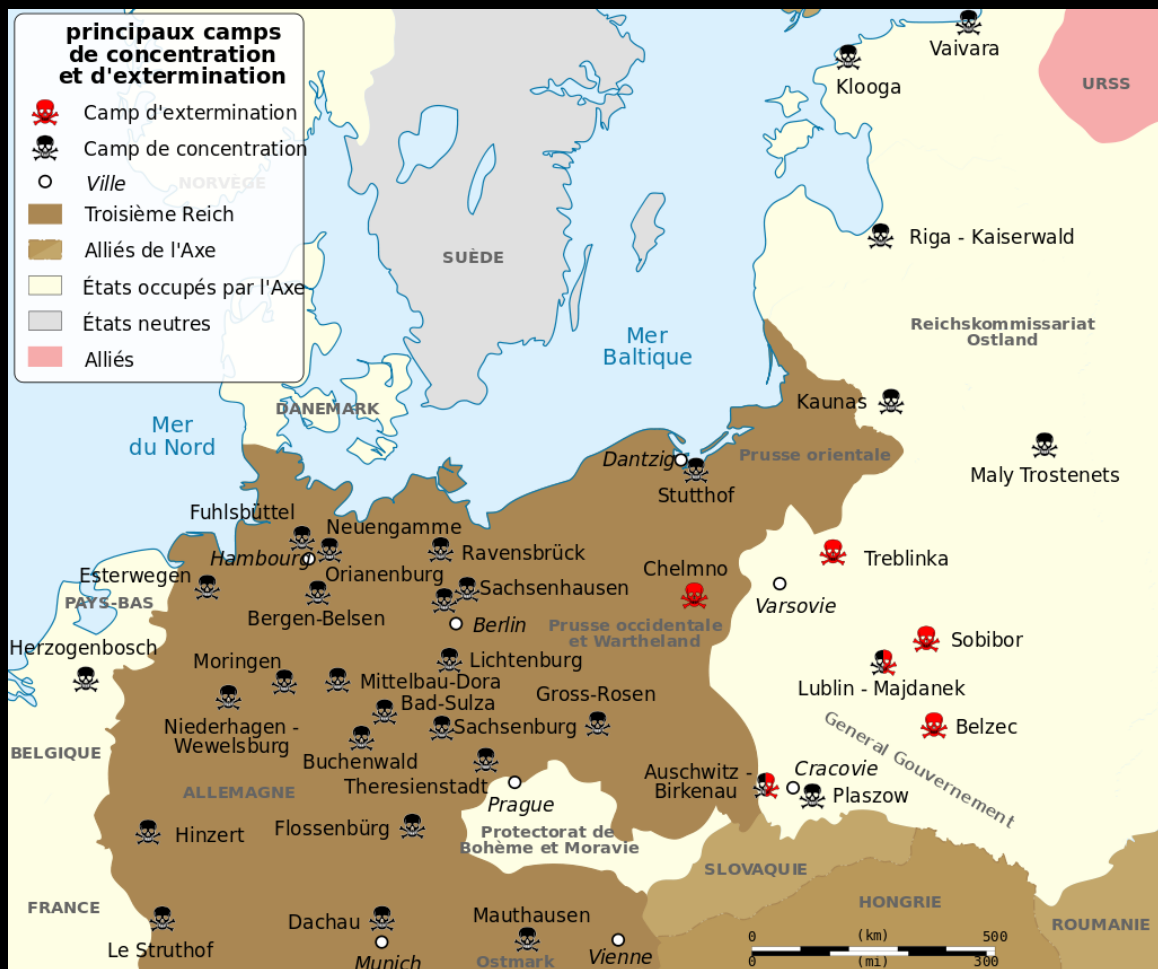 principaux camps
de concentration
et d'extermination
Camp d'extermination
Camp de concentration
Ville
Troisième Reich
Alliés de l'Axe
États occupés par l'Axe
États neutres
Alliés
NORVÈGE
SUÈDE
Vaivara
Klooga
URSS
Riga - Kaiserwald
Reichskommissariat
Ostland
Mer
Baltique
Mer
du Nord
DANEMARK
Kaunas
Maly Trostenets
Prusse orientale
Dantzig
Stutthof
Fuhlsbüttel
Neuengamme
Hambourg
Ravensbrück
Esterwegen
Orianenburg
Sachsenhausen
PAYS-BAS
Bergen-Belsen
Berlin
Chelmno
Treblinka
Varsovie
Prusse occidentale
et Wartheland
Sobibor
Herzogenbosch
Moringen
Lichtenburg
Mittelbau-Dora
Lublin - Majdanek
Gross-Rosen
Bad-Sulza
Niederhagen -
Wewelsburg
Sachsenburg
Belzec
General Gouvernement
BELGIQUE
Buchenwald
Theresienstadt
Auschwitz -
Birkenau
Cracovie
Plaszow
ALLEMAGNE
Prague
Hinzert
Flossenbürg
Protectorat de
Bohème et Moravie
SLOVAQUIE
FRANCE
HONGRIE
ROUMANIE
Dachau
Mauthausen
Le Struthof
Munich
Ostmark
Vienne
0 (km) 500
0 (mi) 300